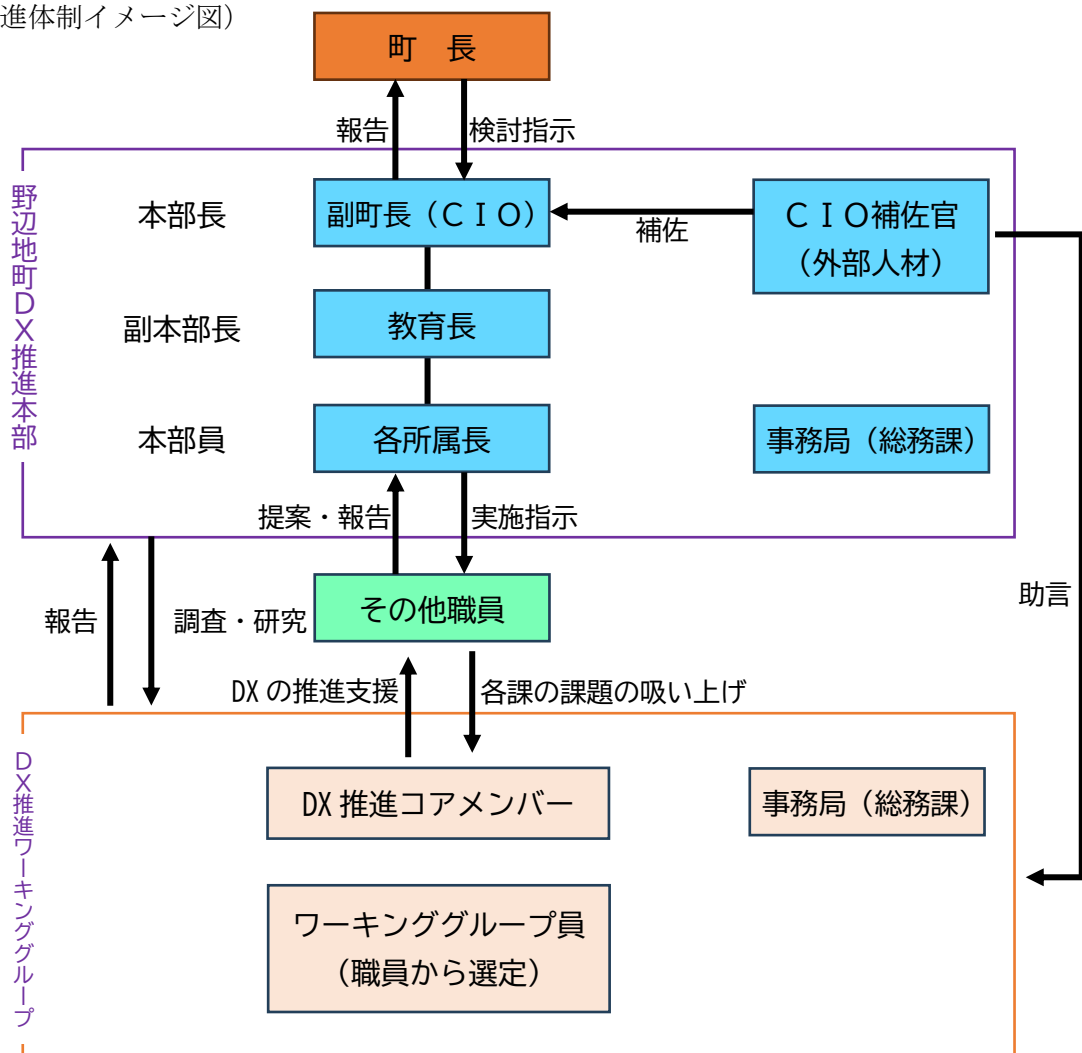 進体制イメージ図）
町　長
報告
検討指示
野辺地町ＤＸ推進本部
本部長
副町長（ＣＩＯ）
補佐
ＣＩＯ補佐官
（外部人材）
副本部長
教育長
本部員
各所属長
事務局（総務課）
提案・報告
実施指示
助言
報告
調査・研究
その他職員
DX の推進支援
各課の課題の吸い上げ
ＤＸ推進ワーキンググループ
DX 推進コアメンバー
事務局（総務課）
ワーキンググループ員
（職員から選定）